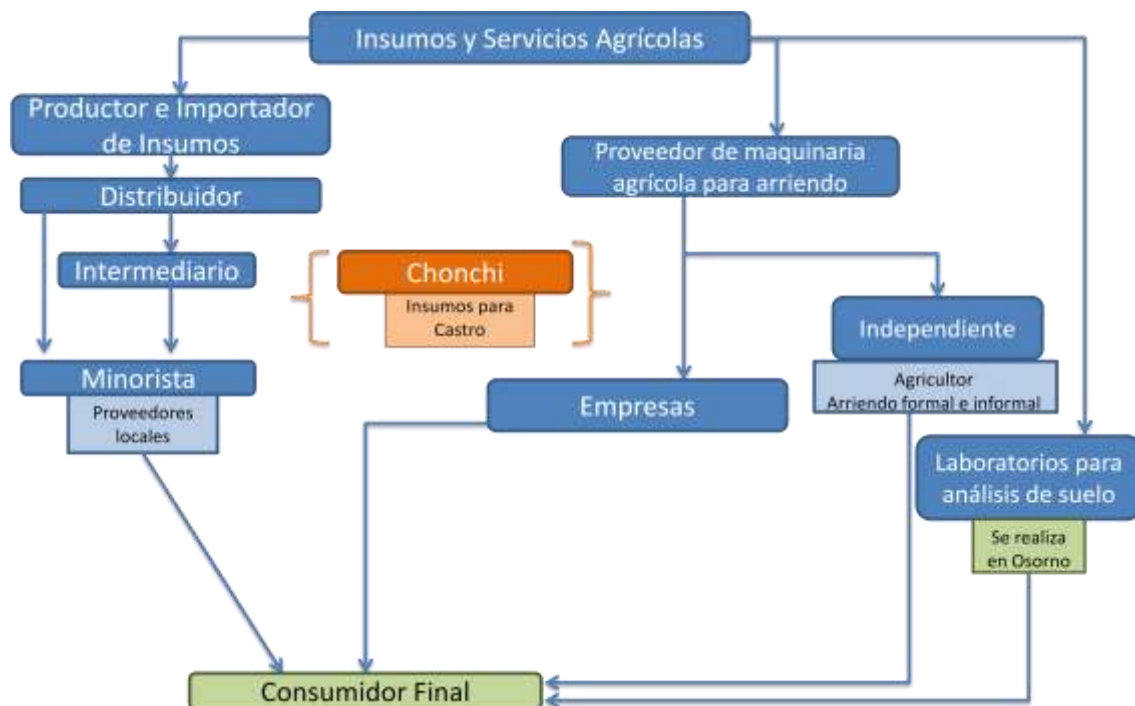 Insumos y Servicios Agrícolas
Productor e Importador
de Insumos
Proveedor de maquinaria
agrícola para arriendo
Distribuidor
Intermediario
Chonchi
Insumos para
Castro
Independiente
Agricultor
Arriendo formal e informal
Minorista
Proveedores
locales
Empresas
Laboratorios para
análisis de suelo
Se realiza
en Osorno
Consumidor Final